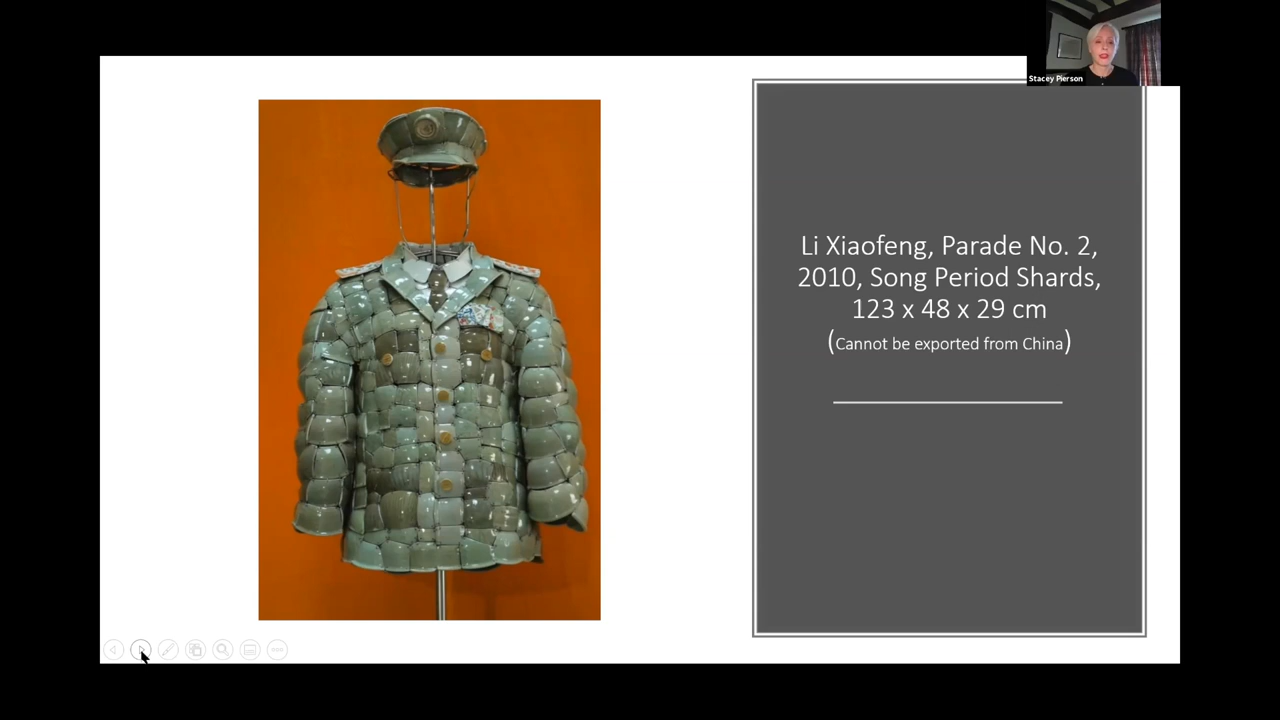 Stacey Pierson
Li Xiaofeng, Parade No. 2,
2010, Song Period Shards,
123 x 48 x 29 cm
(Cannot be exported from China)